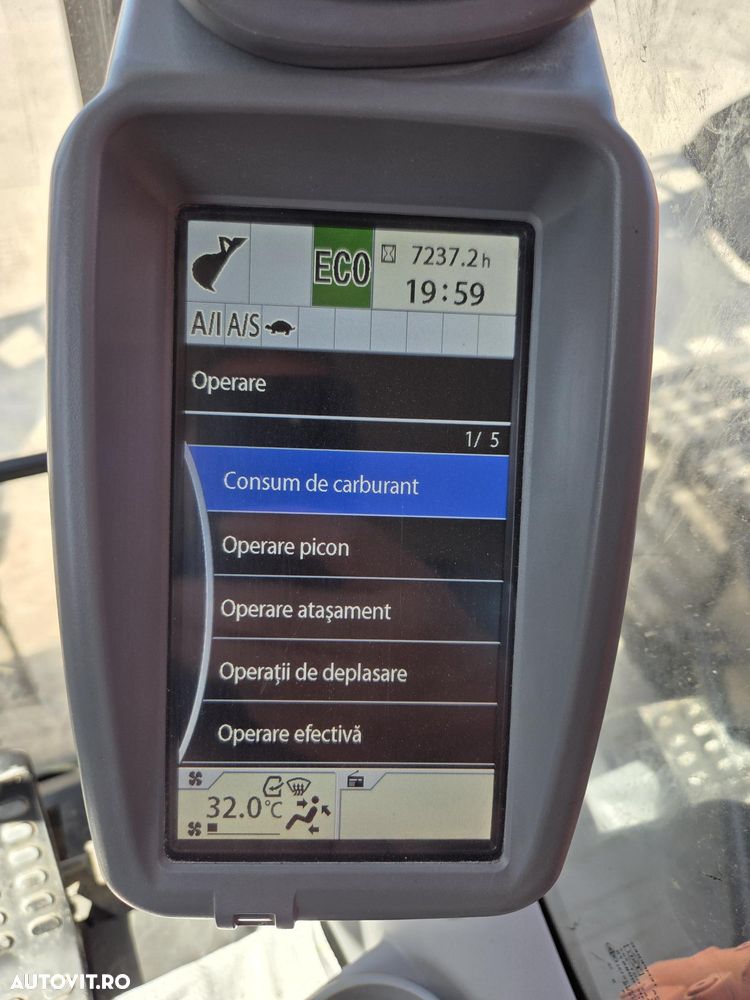 ECO
7237.2h
19:59
A/I A/S
Operare
1/ 5
Consum de carburant
Operare picon
Operare atașament
Operații de deplasare
Operare efectivă
32.0°C
AUTOVIT.RO